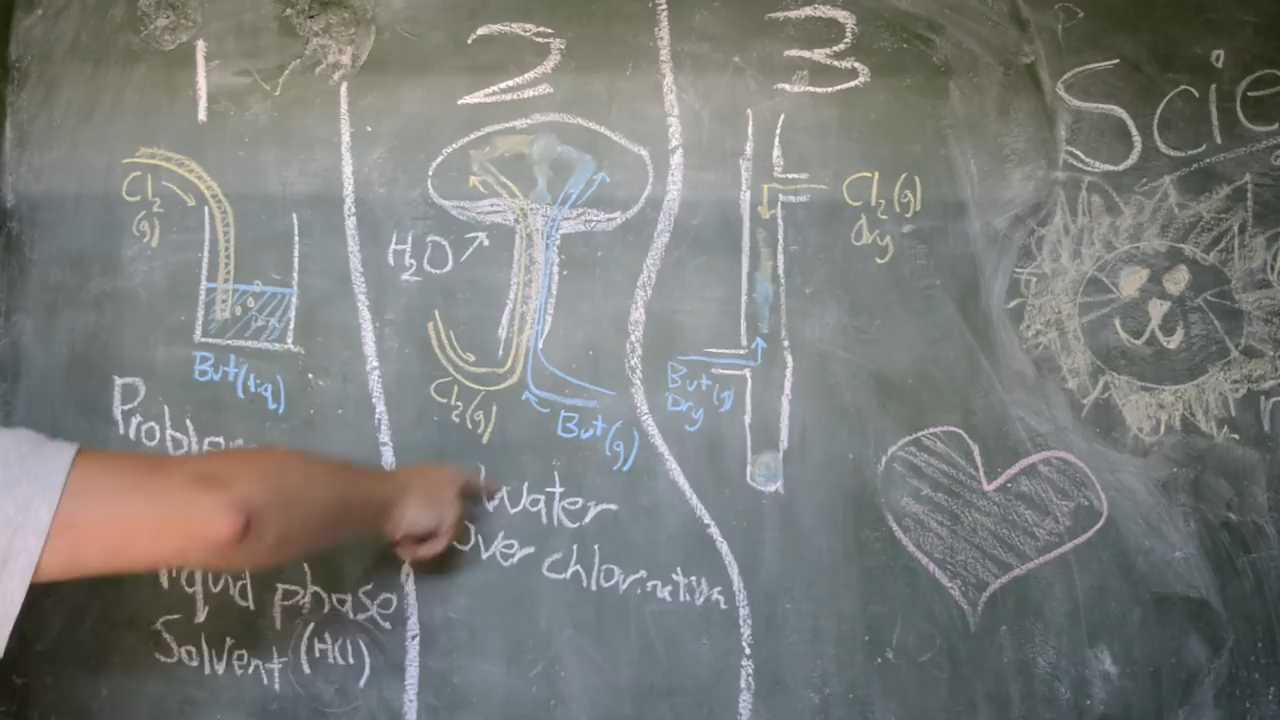 1
2
3
Scie
Cl₂
(g)
H₂O
Cl₂(g)
dry
But(liq)
Cl₂(g)
But(g)
But(g)
Dry
Water
over chlorination
liquid phase
Solvent (HCl)